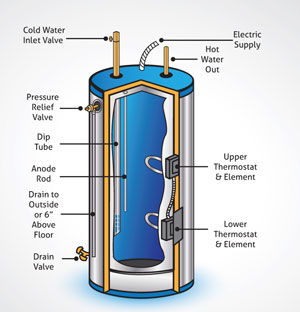 Cold Water
Inlet Valve
Electric
Supply
Hot
Water
Out
Pressure
Relief
Valve
Dip
Tube
Anode
Rod
Drain to
Outside
or 6"
Above
Floor
Drain
Valve
Upper
Thermostat
& Element
Lower
Thermostat
& Element